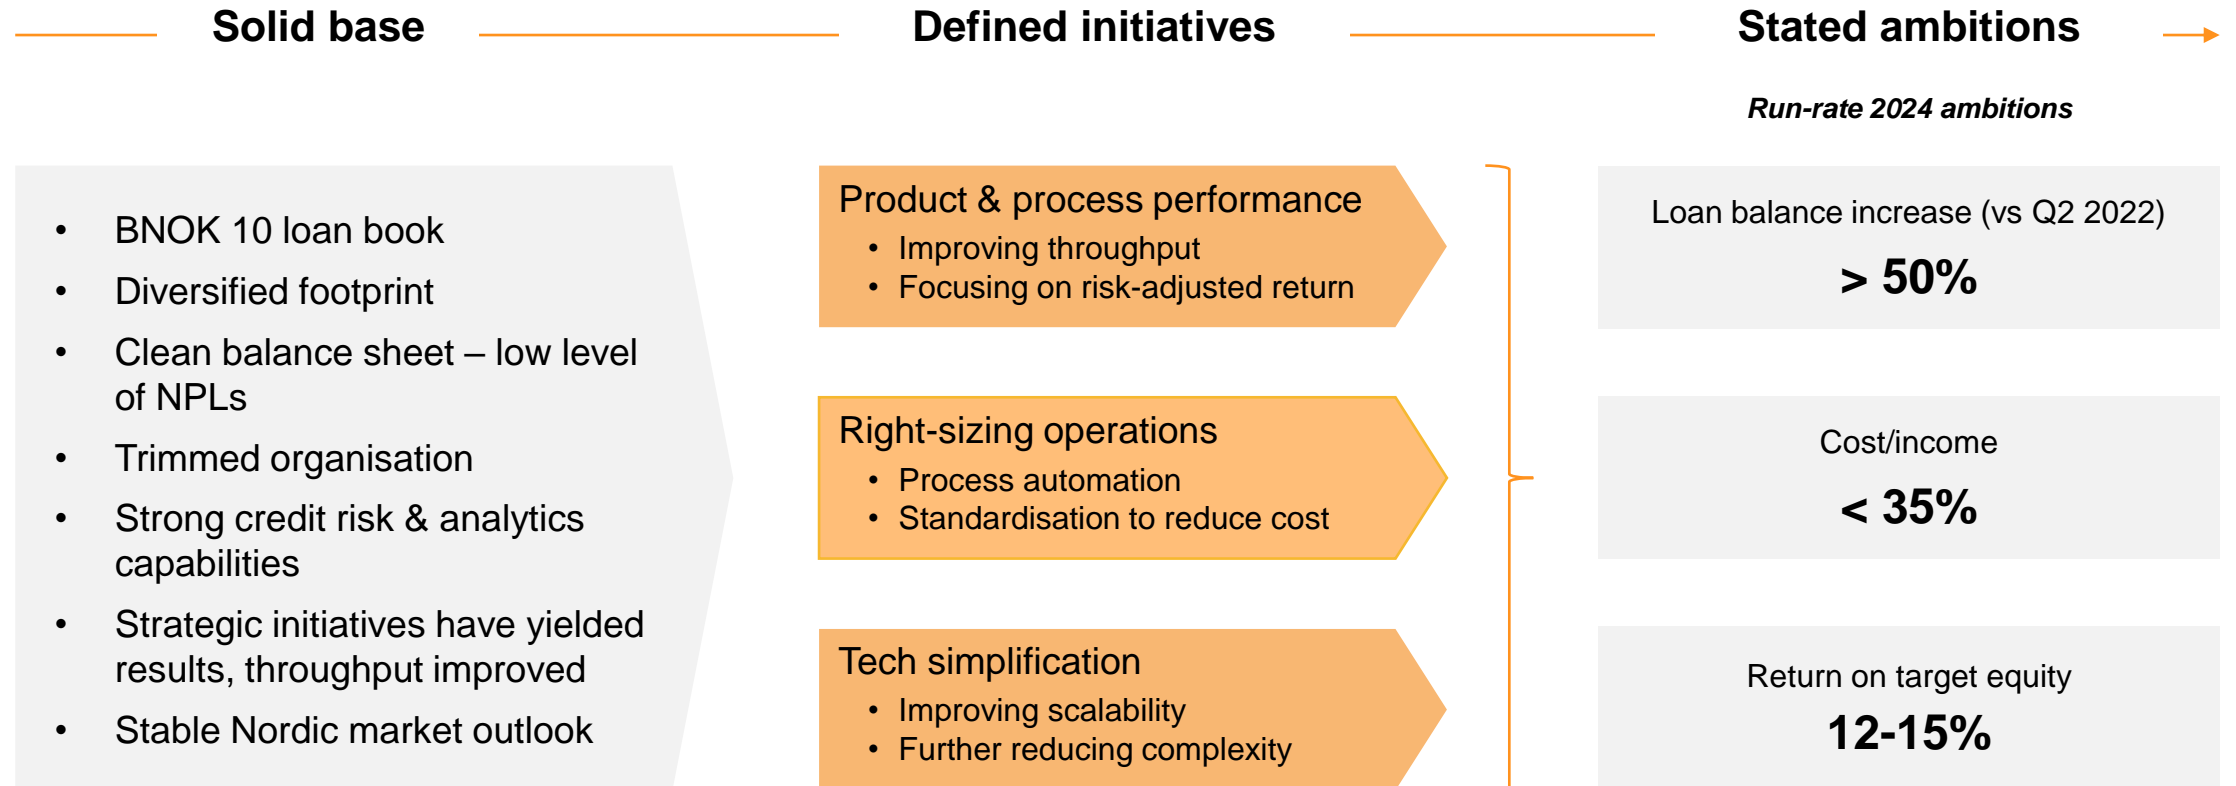 Solid base
Defined initiatives
Stated ambitions
Run-rate 2024 ambitions
• BNOK 10 loan book
• Diversified footprint
• Clean balance sheet – low level
of NPLs
• Trimmed organisation
• Strong credit risk & analytics
capabilities
• Strategic initiatives have yielded
results, throughput improved
• Stable Nordic market outlook
Product & process performance
• Improving throughput
• Focusing on risk-adjusted return
Right-sizing operations
• Process automation
• Standardisation to reduce cost
Tech simplification
• Improving scalability
• Further reducing complexity
Loan balance increase (vs Q2 2022)
> 50%
Cost/income
< 35%
Return on target equity
12-15%